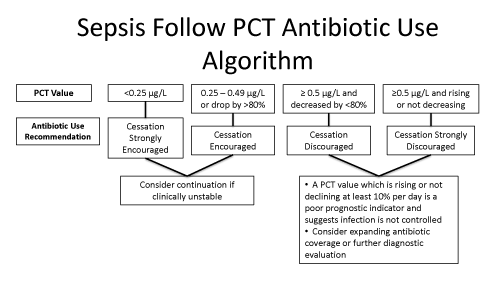 Sepsis Follow PCT Antibiotic Use
Algorithm
PCT Value
<0.25 µg/L
0.25 – 0.49 µg/L
or drop by >80%
≥ 0.5 µg/L and
decreased by <80%
≥0.5 µg/L and rising
or not decreasing
Antibiotic Use
Recommendation
Cessation
Strongly
Encouraged
Cessation
Encouraged
Cessation
Discouraged
Cessation Strongly
Discouraged
Consider continuation if
clinically unstable
• A PCT value which is rising or not
declining at least 10% per day is a
poor prognostic indicator and
suggests infection is not controlled
• Consider expanding antibiotic
coverage or further diagnostic
evaluation